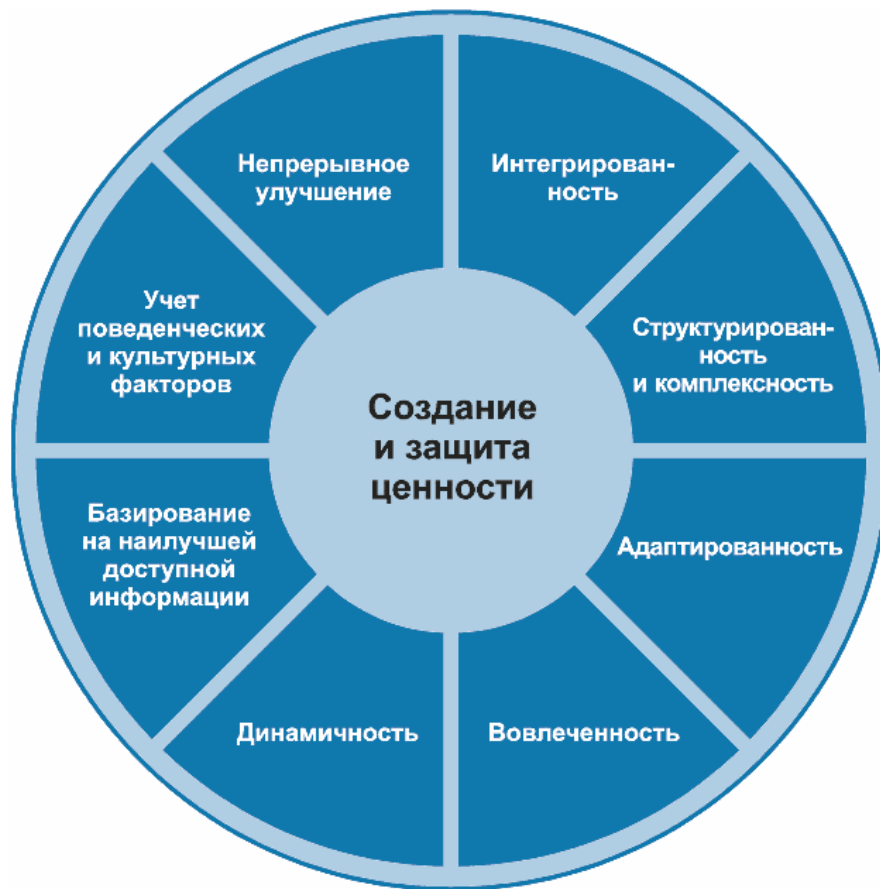 Непрерывное
улучшение
Интегрирован-
ность
Структурирован-
ность
и комплексность
Адаптированность
Вовлеченность
Динамичность
Базирование
на наилучшей
доступной
информации
Учет
поведенческих
и культурных
факторов
Создание
и защита
ценности